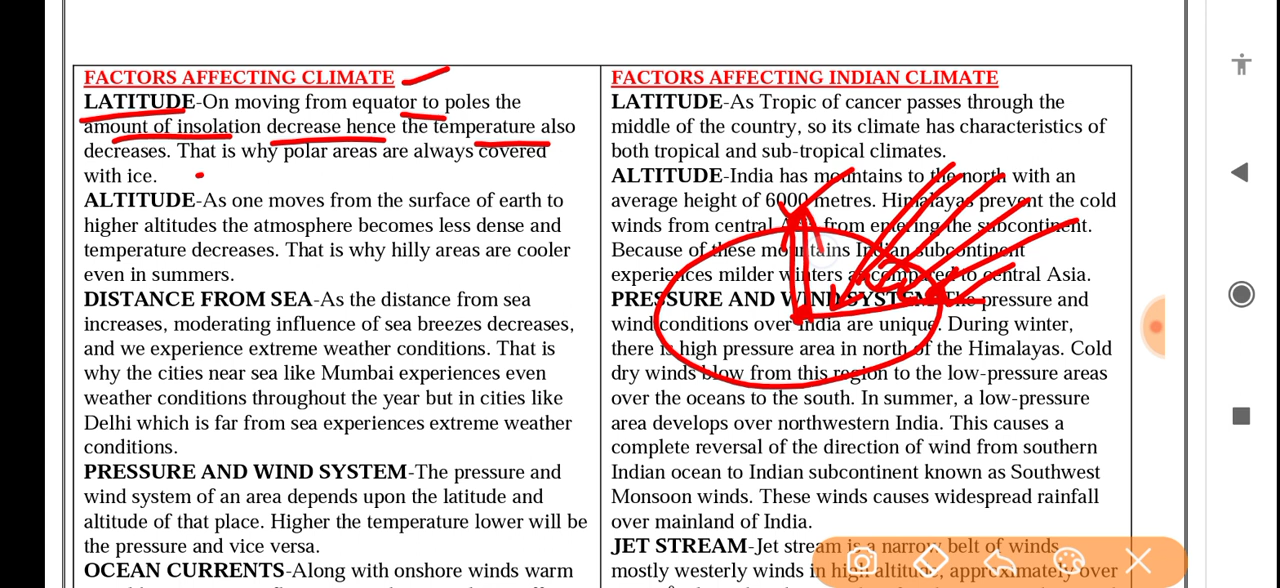 FACTORS AFFECTING CLIMATE
LATITUDE-On moving from equator to poles the
amount of insolation decrease hence the temperature also
decreases. That is why polar areas are always covered
with ice.
ALTITUDE-As one moves from the surface of earth to
higher altitudes the atmosphere becomes less dense and
temperature decreases. That is why hilly areas are cooler
even in summers.
DISTANCE FROM SEA-As the distance from sea
increases, moderating influence of sea breezes decreases,
and we experience extreme weather conditions. That is
why the cities near sea like Mumbai experiences even
weather conditions throughout the year but in cities like
Delhi which is far from sea experiences extreme weather
conditions.
PRESSURE AND WIND SYSTEM-The pressure and
wind system of an area depends upon the latitude and
altitude of that place. Higher the temperature lower will be
the pressure and vice versa.
OCEAN CURRENTS-Along with onshore winds warm
FACTORS AFFECTING INDIAN CLIMATE
LATITUDE-As Tropic of cancer passes through the
middle of the country, so its climate has characteristics of
both tropical and sub-tropical climates.
ALTITUDE-India has mountains to the north with an
average height of 6000 metres. Himalayas prevent the cold
winds from central Asia from entering the subcontinent.
Because of these mountains Indian subcontinent
experiences milder winters as compared to central Asia.
PRESSURE AND WIND SYSTEM-The pressure and
wind conditions over India are unique. During winter,
there is high pressure area in north of the Himalayas. Cold
dry winds blow from this region to the low-pressure areas
over the oceans to the south. In summer, a low-pressure
area develops over northwestern India. This causes a
complete reversal of the direction of wind from southern
Indian ocean to Indian subcontinent known as Southwest
Monsoon winds. These winds causes widespread rainfall
over mainland of India.
JET STREAM-Jet stream is a narrow belt of winds
mostly westerly winds in high altitude, approximately over